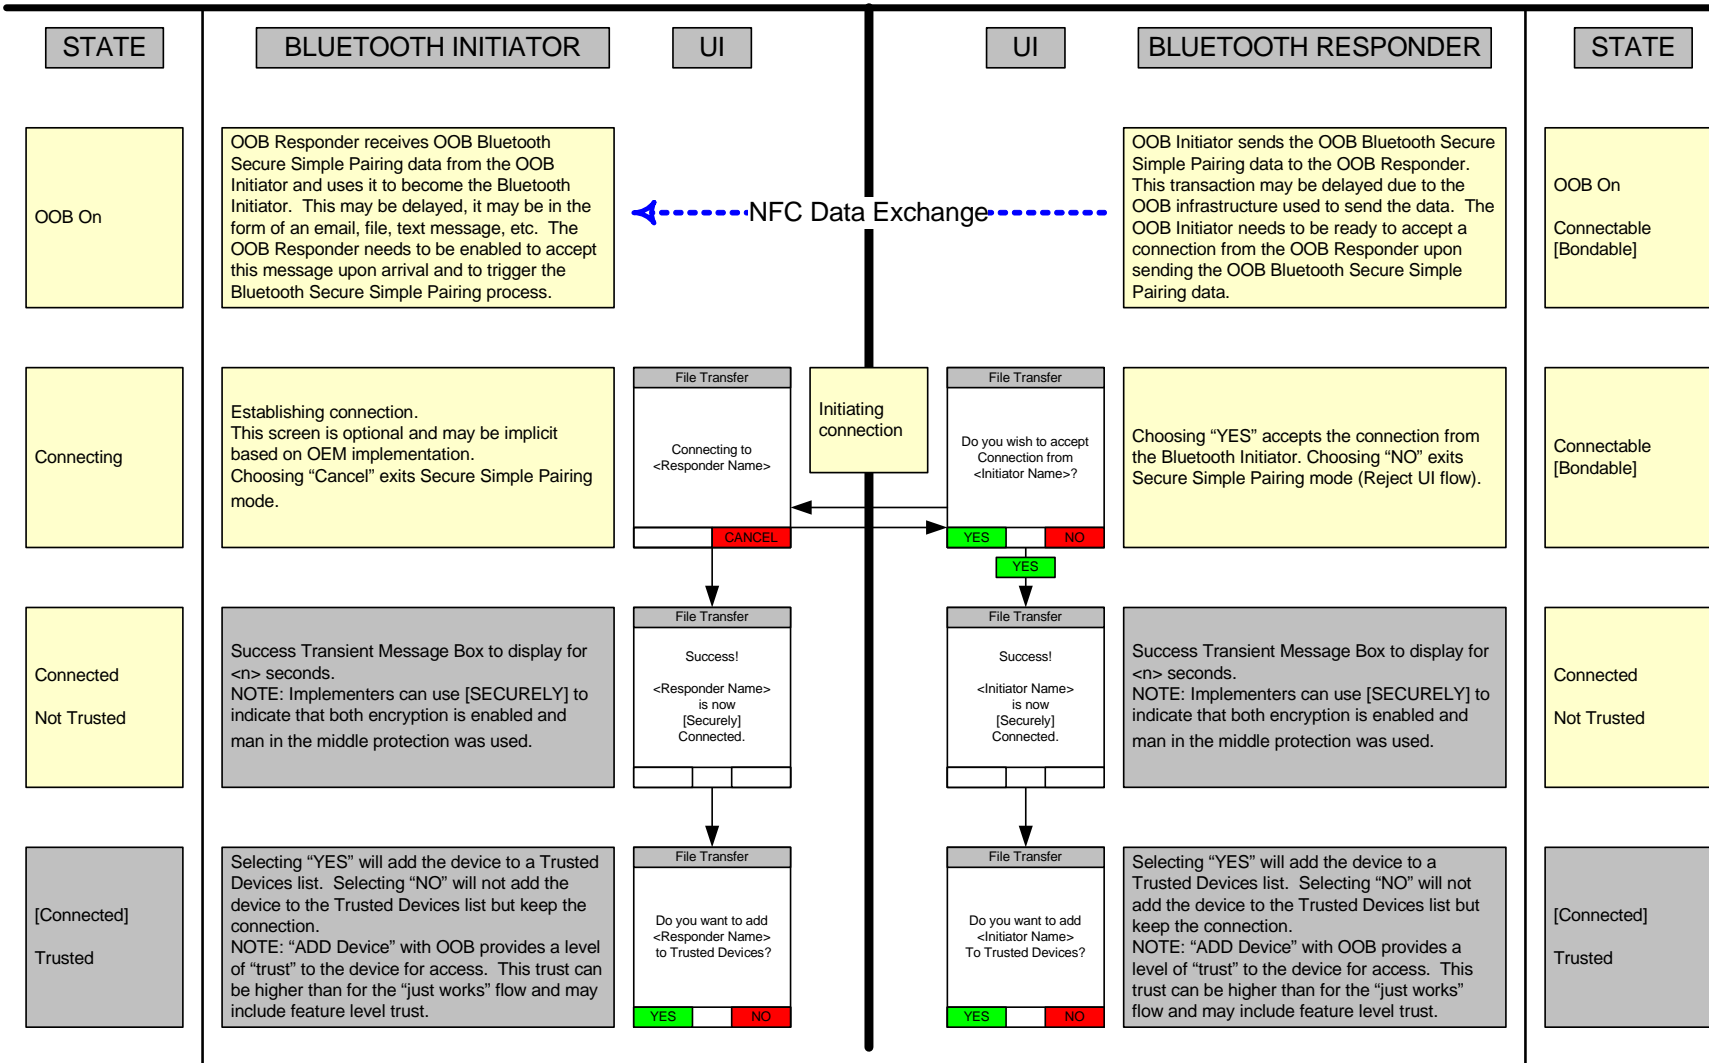 STATE
BLUETOOTH INITIATOR
UI
UI
BLUETOOTH RESPONDER
STATE
OOB On
OOB Responder receives OOB Bluetooth
Secure Simple Pairing data from the OOB
Initiator and uses it to become the Bluetooth
Initiator.  This may be delayed, it may be in the
form of an email, file, text message, etc.  The
OOB Responder needs to be enabled to accept
this message upon arrival and to trigger the
Bluetooth Secure Simple Pairing process.
NFC Data Exchange
OOB Initiator sends the OOB Bluetooth Secure
Simple Pairing data to the OOB Responder.
This transaction may be delayed due to the
OOB infrastructure used to send the data.  The
OOB Initiator needs to be ready to accept a
connection from the OOB Responder upon
sending the OOB Bluetooth Secure Simple
Pairing data.
OOB On
Connectable
[Bondable]
Connecting
Establishing connection.
This screen is optional and may be implicit
based on OEM implementation.
Choosing “Cancel” exits Secure Simple Pairing
mode.
File Transfer
Connecting to
<Responder Name>
CANCEL
Initiating
connection
File Transfer
Do you wish to accept
Connection from
<Initiator Name>?
YES
NO
YES
Choosing “YES” accepts the connection from
the Bluetooth Initiator. Choosing “NO” exits
Secure Simple Pairing mode (Reject UI flow).
Connectable
[Bondable]
Connected
Not Trusted
Success Transient Message Box to display for
<n> seconds.
NOTE: Implementers can use [SECURELY] to
indicate that both encryption is enabled and
man in the middle protection was used.
File Transfer
Success!
<Responder Name>
is now
[Securely]
Connected.
File Transfer
Success!
<Initiator Name>
is now
[Securely]
Connected.
Success Transient Message Box to display for
<n> seconds.
NOTE: Implementers can use [SECURELY] to
indicate that both encryption is enabled and
man in the middle protection was used.
Connected
Not Trusted
[Connected]
Trusted
Selecting “YES” will add the device to a Trusted
Devices list.  Selecting “NO” will not add the
device to the Trusted Devices list but keep the
connection.
NOTE: “ADD Device” with OOB provides a level
of “trust” to the device for access.  This trust can
be higher than for the “just works” flow and may
include feature level trust.
File Transfer
Do you want to add
<Responder Name>
to Trusted Devices?
YES
NO
File Transfer
Do you want to add
<Initiator Name>
To Trusted Devices?
YES
NO
Selecting “YES” will add the device to a
Trusted Devices list.  Selecting “NO” will not
add the device to the Trusted Devices list but
keep the connection.
NOTE: “ADD Device” with OOB provides a
level of “trust” to the device for access.  This
trust can be higher than for the “just works”
flow and may include feature level trust.
[Connected]
Trusted